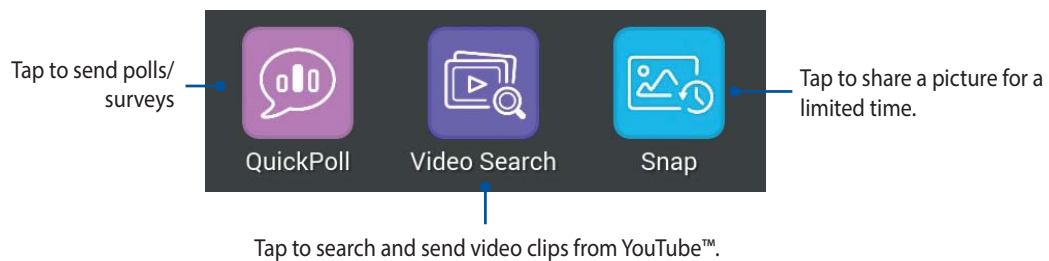 Tap to send polls/
surveys
QuickPoll
Video Search
Snap
Tap to share a picture for a
limited time.
Tap to search and send video clips from YouTube™.